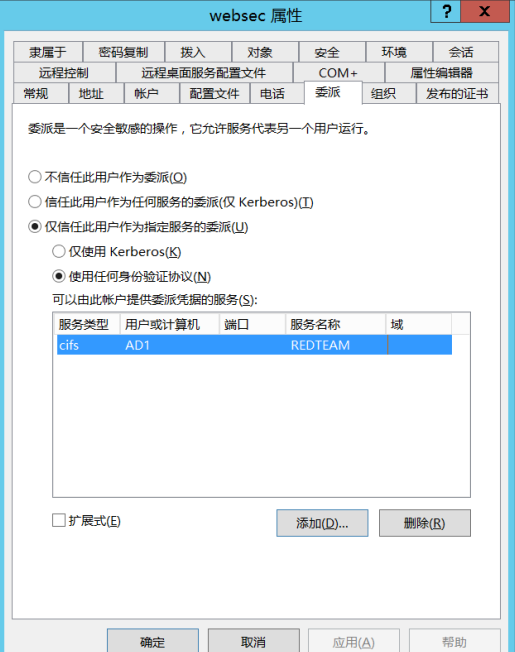 websec 属性
?
x
隶属于 密码复制 拨入 对象 安全 环境 会话
远程控制 远程桌面服务配置文件 COM+ 属性编辑器
常规 地址 帐户 配置文件 电话 委派 组织 发布的证书
委派是一个安全敏感的操作，它允许服务代表另一个用户运行。
不信任此用户作为委派(O)
信任此用户作为任何服务的委派(仅 Kerberos)(T)
仅信任此用户作为指定服务的委派(U)
仅使用 Kerberos(K)
使用任何身份验证协议(N)
可以由此帐户提供委派凭据的服务(S):
服务类型 用户或计算机 端口 服务名称 域
cifs AD1 REDTEAM
扩展式(E)
添加(D)... 删除(R)
确定 取消 应用(A) 帮助